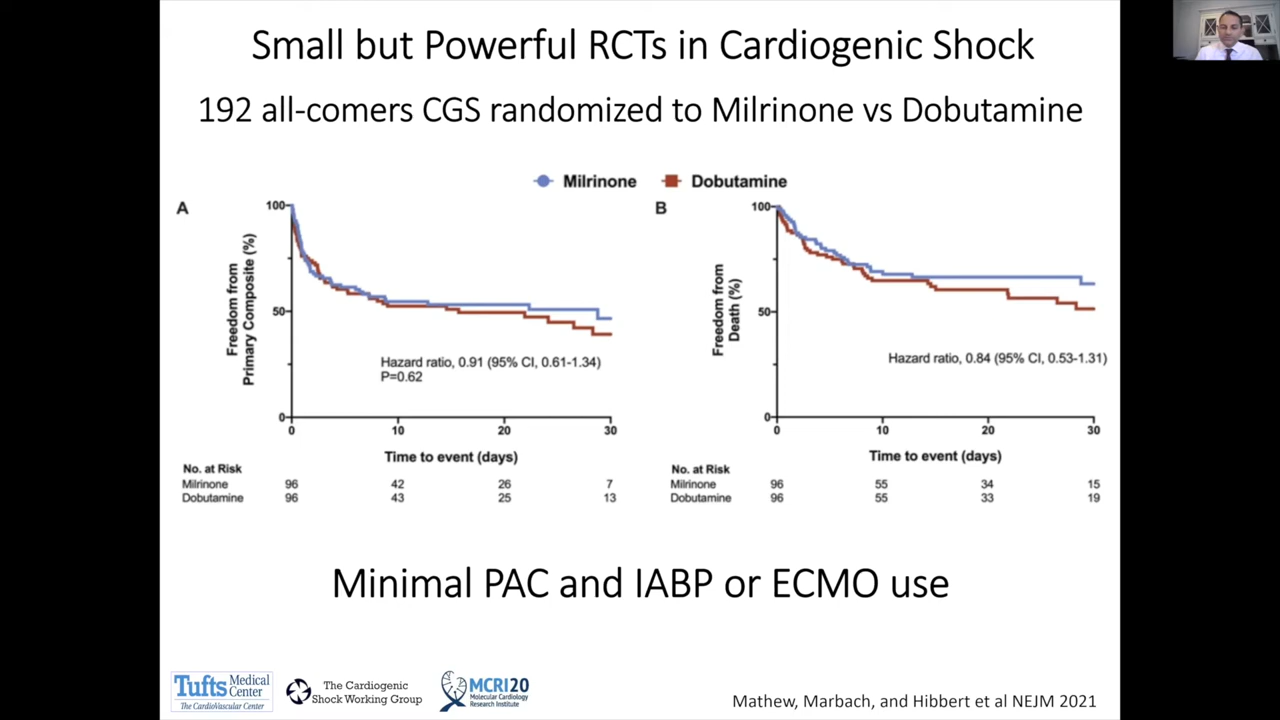 Small but Powerful RCTs in Cardiogenic Shock
192 all-comers CGS randomized to Milrinone vs Dobutamine
Milrinone Dobutamine
A
Freedom from
Primary Composite (%)
100
50
0
Hazard ratio, 0.91 (95% CI, 0.61-1.34)
P=0.62
0 10 20 30
Time to event (days)
No. at Risk
Milrinone 96 42 26 7
Dobutamine 96 43 25 13
B
Freedom from
Death (%)
100
50
0
Hazard ratio, 0.84 (95% CI, 0.53-1.31)
0 10 20 30
Time to event (days)
No. at Risk
Milrinone 96 55 34 15
Dobutamine 96 55 33 19
Minimal PAC and IABP or ECMO use
Tufts Medical
Center
The CardioVascular Center
The Cardiogenic
Shock Working Group
MCRI20
Molecular Cardiology
Research Institute
Mathew, Marbach, and Hibbert et al NEJM 2021